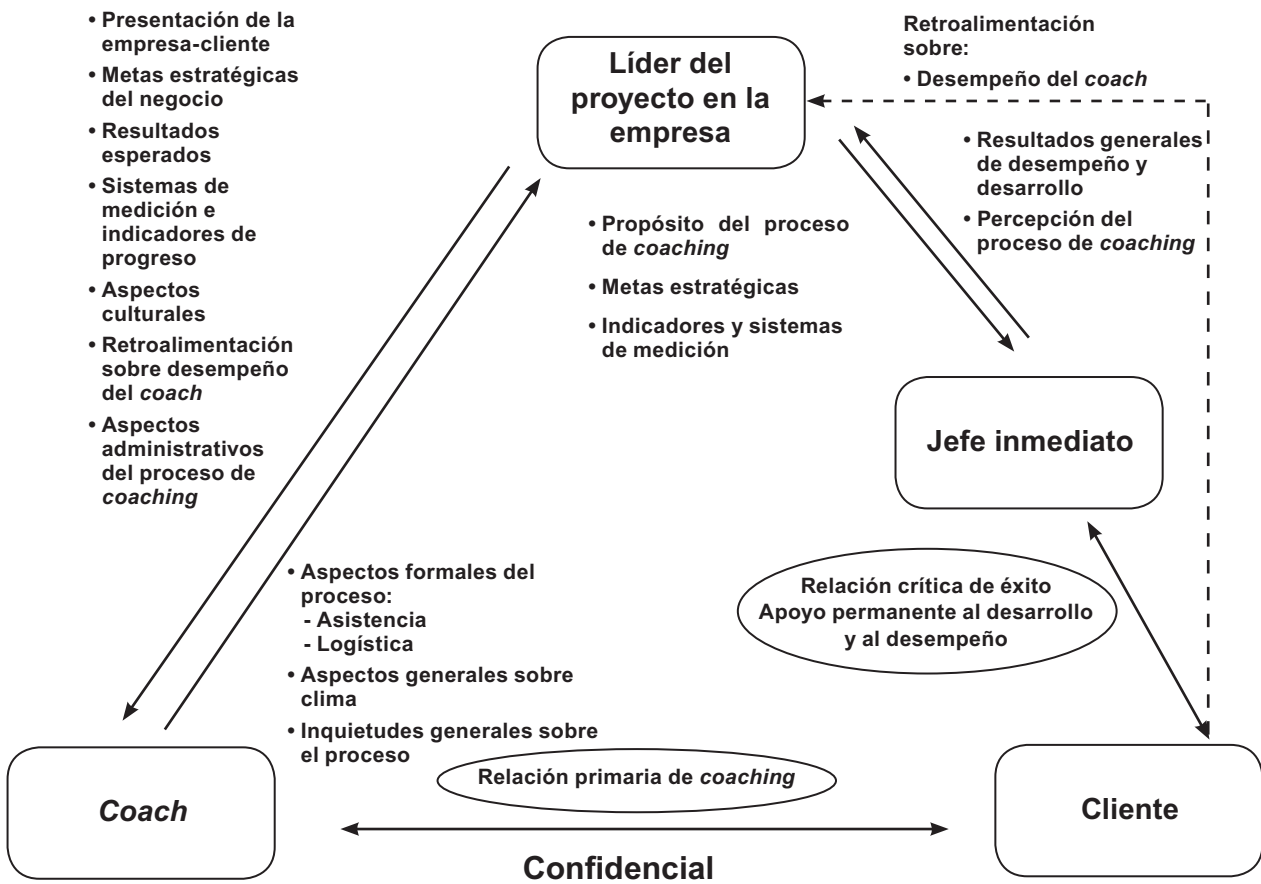 • Presentación de la
empresa-cliente
• Metas estratégicas
del negocio
• Resultados
esperados
• Sistemas de
medición e
indicadores de
progreso
• Aspectos
culturales
• Retroalimentación
sobre desempeño
del coach
• Aspectos
administrativos
del proceso de
coaching
Líder del
proyecto en la
empresa
Retroalimentación
sobre:
• Desempeño del coach
• Resultados generales
de desempeño y
desarrollo
• Percepción del
proceso de coaching
• Propósito del proceso
de coaching
• Metas estratégicas
• Indicadores y sistemas
de medición
Jefe inmediato
Relación crítica de éxito
Apoyo permanente al desarrollo
y al desempeño
• Aspectos formales del
proceso:
- Asistencia
- Logística
• Aspectos generales sobre
clima
• Inquietudes generales sobre
el proceso
Coach
Relación primaria de coaching
Confidencial
Cliente